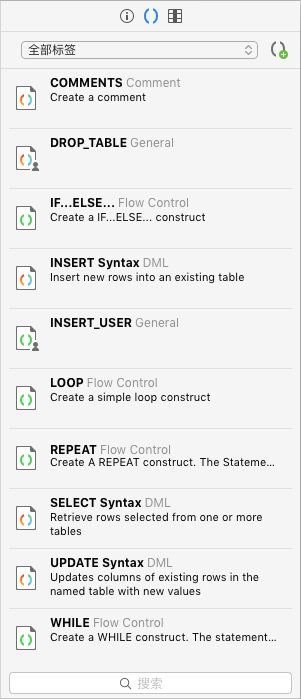 全部标签
COMMENTS Comment
Create a comment
DROP_TABLE General
IF...ELSE... Flow Control
Create a IF...ELSE... construct
INSERT Syntax DML
Insert new rows into an existing table
INSERT_USER General
LOOP Flow Control
Create a simple loop construct
REPEAT Flow Control
Create A REPEAT construct. The Stateme...
SELECT Syntax DML
Retrieve rows selected from one or more
tables
UPDATE Syntax DML
Updates columns of existing rows in the
named table with new values
WHILE Flow Control
Create a WHILE construct. The statement...
搜索